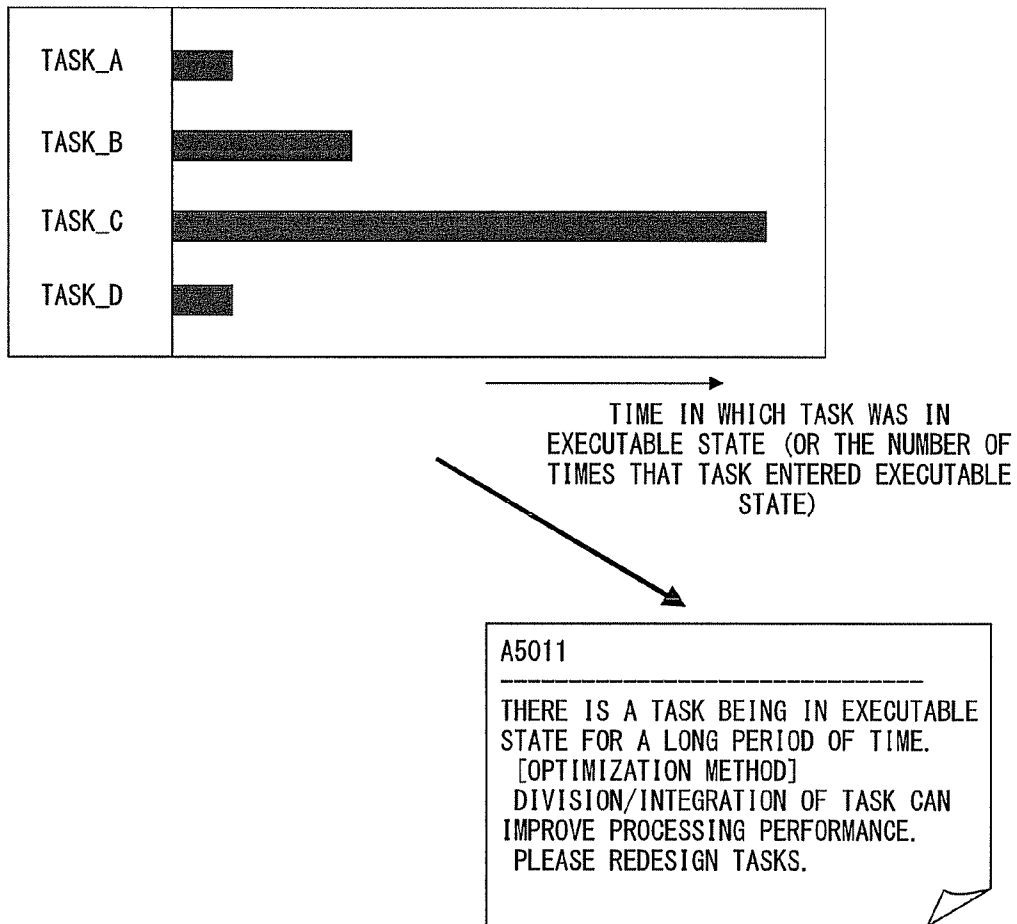 TASK_A
TASK_B
TASK_C
TASK_D
TIME IN WHICH TASK WAS IN
EXECUTABLE STATE (OR THE NUMBER OF
TIMES THAT TASK ENTERED EXECUTABLE
STATE)
A5011
-------------------------------
THERE IS A TASK BEING IN EXECUTABLE
STATE FOR A LONG PERIOD OF TIME.
[OPTIMIZATION METHOD]
DIVISION/INTEGRATION OF TASK CAN
IMPROVE PROCESSING PERFORMANCE.
PLEASE REDESIGN TASKS.